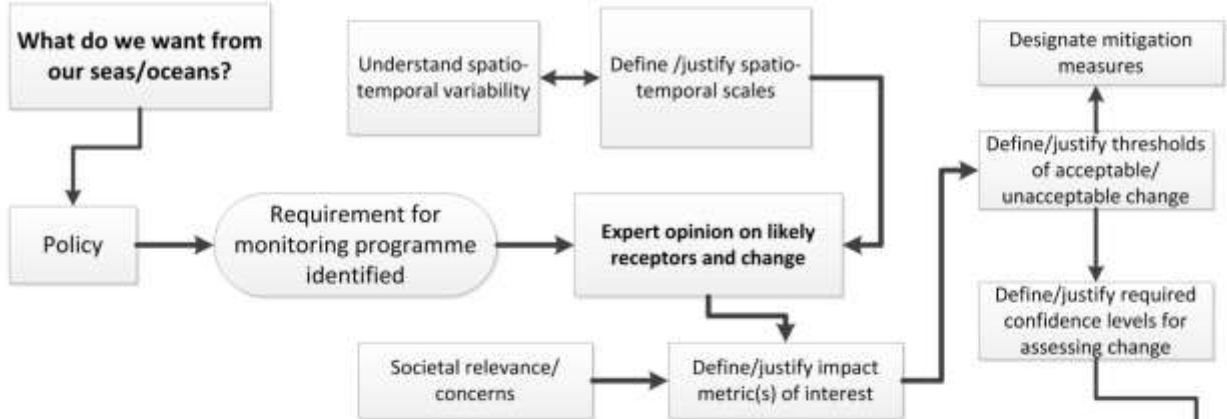 What do we want from
our seas/oceans?
Understand spatio-
temporal variability
Define /justify spatio-
temporal scales
Designate mitigation
measures
Define/justify thresholds
of acceptable/
unacceptable change
Policy
Requirement for
monitoring programme
identified
Expert opinion on likely
receptors and change
Define/justify required
confidence levels for
assessing change
Societal relevance/
concerns
Define/justify impact
metric(s) of interest